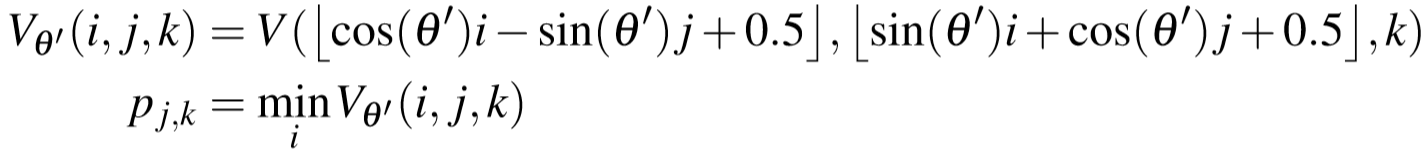 V_{θ′}(i, j, k) = V(⌊cos(θ′)i − sin(θ′)j + 0.5⌋, ⌊sin(θ′)i + cos(θ′)j + 0.5⌋, k)
p_{j,k} = min_i V_{θ′}(i, j, k)